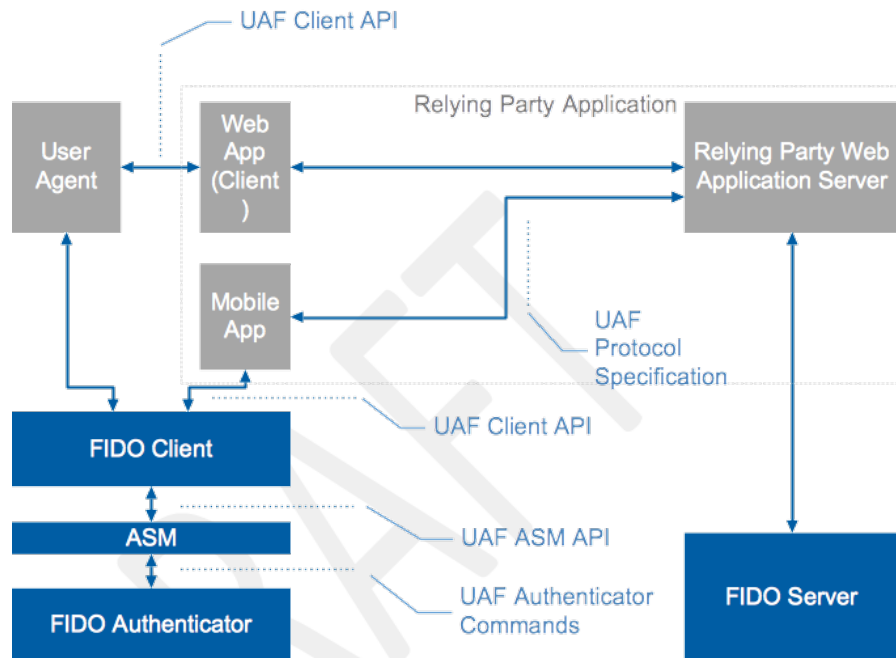 UAF Client API
Relying Party Application
User
Agent
Web
App
(Client
)
Relying Party Web
Application Server
Mobile
App
UAF
Protocol
Specification
UAF Client API
FIDO Client
ASM
UAF ASM API
FIDO Authenticator
UAF Authenticator
Commands
FIDO Server
DRAFT